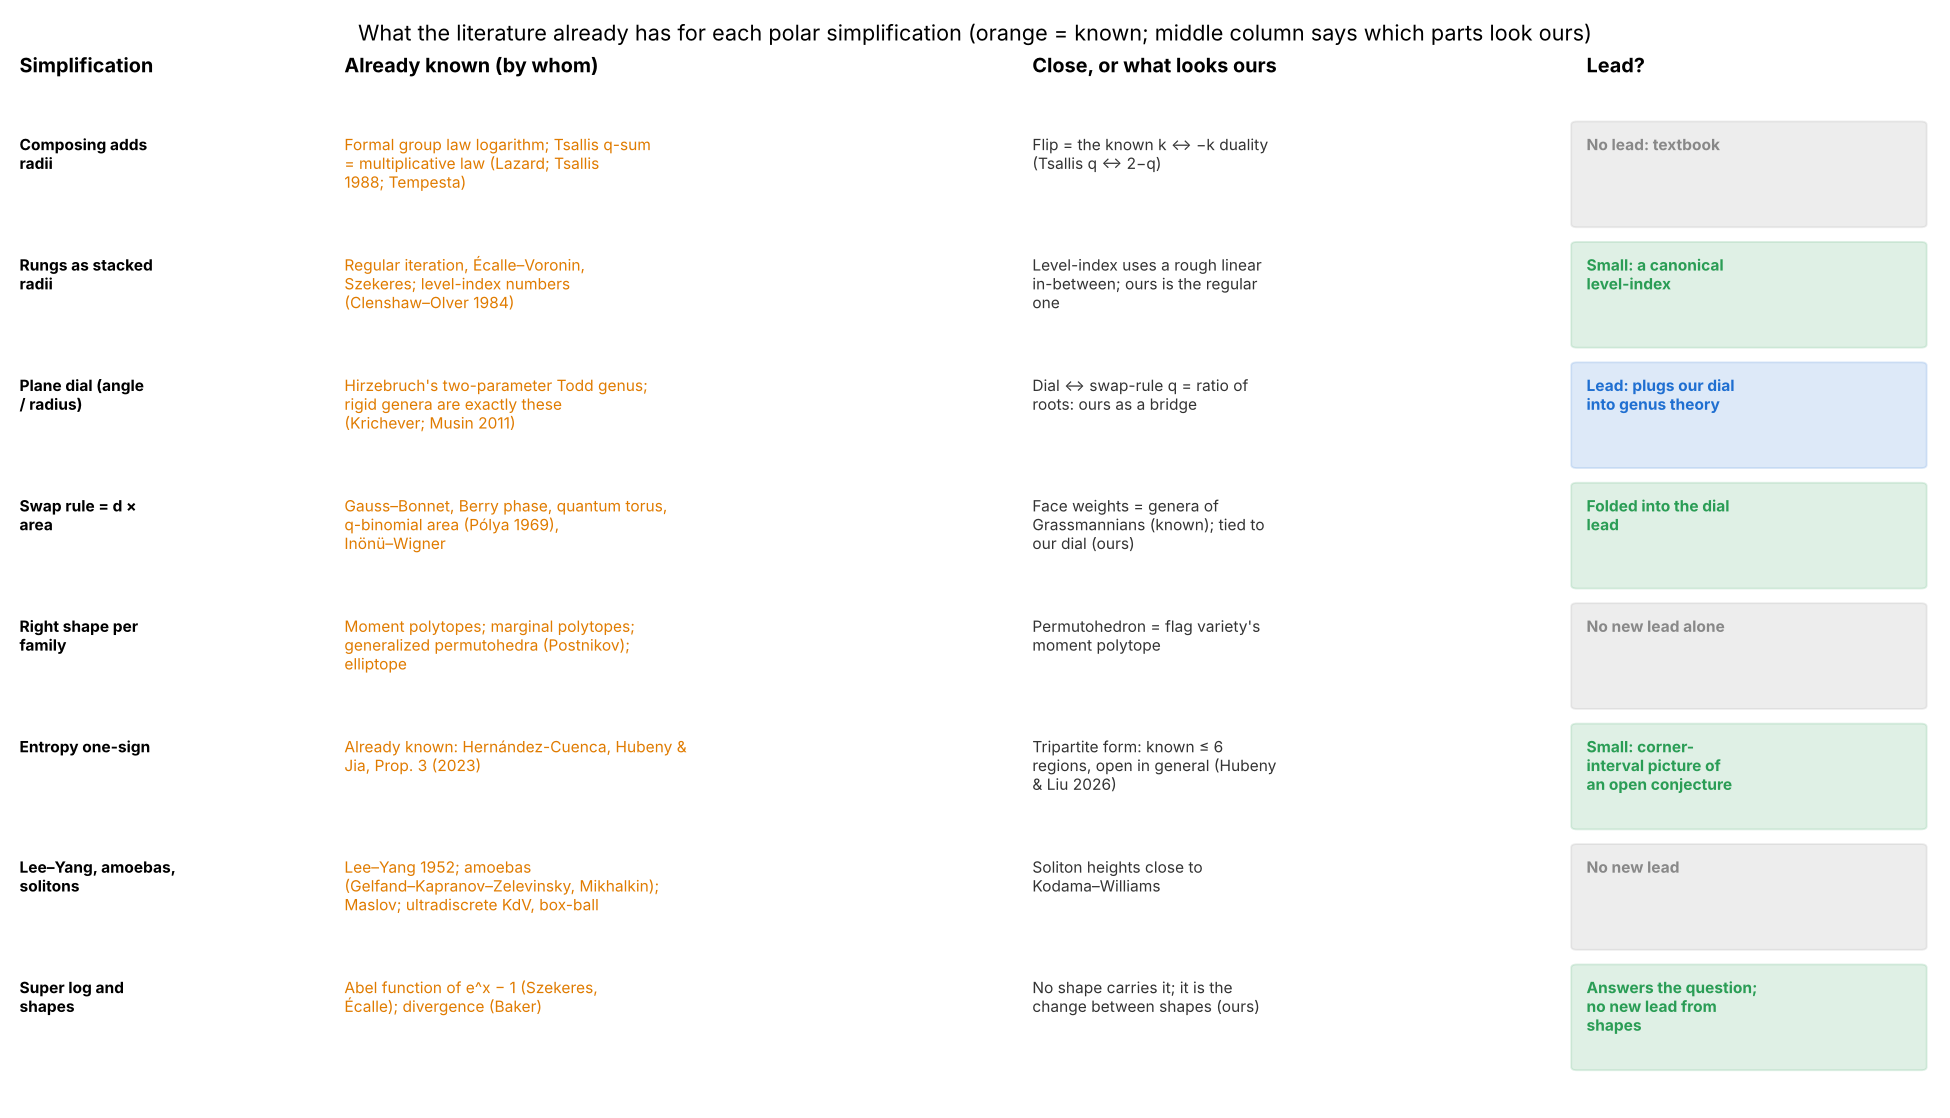 What the literature already has for each polar simplification (orange = known; middle column says which parts look ours)
Simplification
Already known (by whom)
Close, or what looks ours
Lead?
Composing adds
radii
Formal group law logarithm; Tsallis q-sum
= multiplicative law (Lazard; Tsallis
1988; Tempesta)
Flip = the known k ↔ −k duality
(Tsallis q ↔ 2−q)
No lead: textbook
Rungs as stacked
radii
Regular iteration, Écalle–Voronin,
Szekeres; level-index numbers
(Clenshaw–Olver 1984)
Level-index uses a rough linear
in-between; ours is the regular
one
Small: a canonical
level-index
Plane dial (angle
/ radius)
Hirzebruch's two-parameter Todd genus;
rigid genera are exactly these
(Krichever; Musin 2011)
Dial ↔ swap-rule q = ratio of
roots: ours as a bridge
Lead: plugs our dial
into genus theory
Swap rule = d ×
area
Gauss–Bonnet, Berry phase, quantum torus,
q-binomial area (Pólya 1969),
Inönü–Wigner
Face weights = genera of
Grassmannians (known); tied to
our dial (ours)
Folded into the dial
lead
Right shape per
family
Moment polytopes; marginal polytopes;
generalized permutohedra (Postnikov);
elliptope
Permutohedron = flag variety's
moment polytope
No new lead alone
Entropy one-sign
Already known: Hernández-Cuenca, Hubeny &
Jia, Prop. 3 (2023)
Tripartite form: known ≤ 6
regions, open in general (Hubeny
& Liu 2026)
Small: corner-
interval picture of
an open conjecture
Lee–Yang, amoebas,
solitons
Lee–Yang 1952; amoebas
(Gelfand–Kapranov–Zelevinsky, Mikhalkin);
Maslov; ultradiscrete KdV, box-ball
Soliton heights close to
Kodama–Williams
No new lead
Super log and
shapes
Abel function of e^x − 1 (Szekeres,
Écalle); divergence (Baker)
No shape carries it; it is the
change between shapes (ours)
Answers the question;
no new lead from
shapes